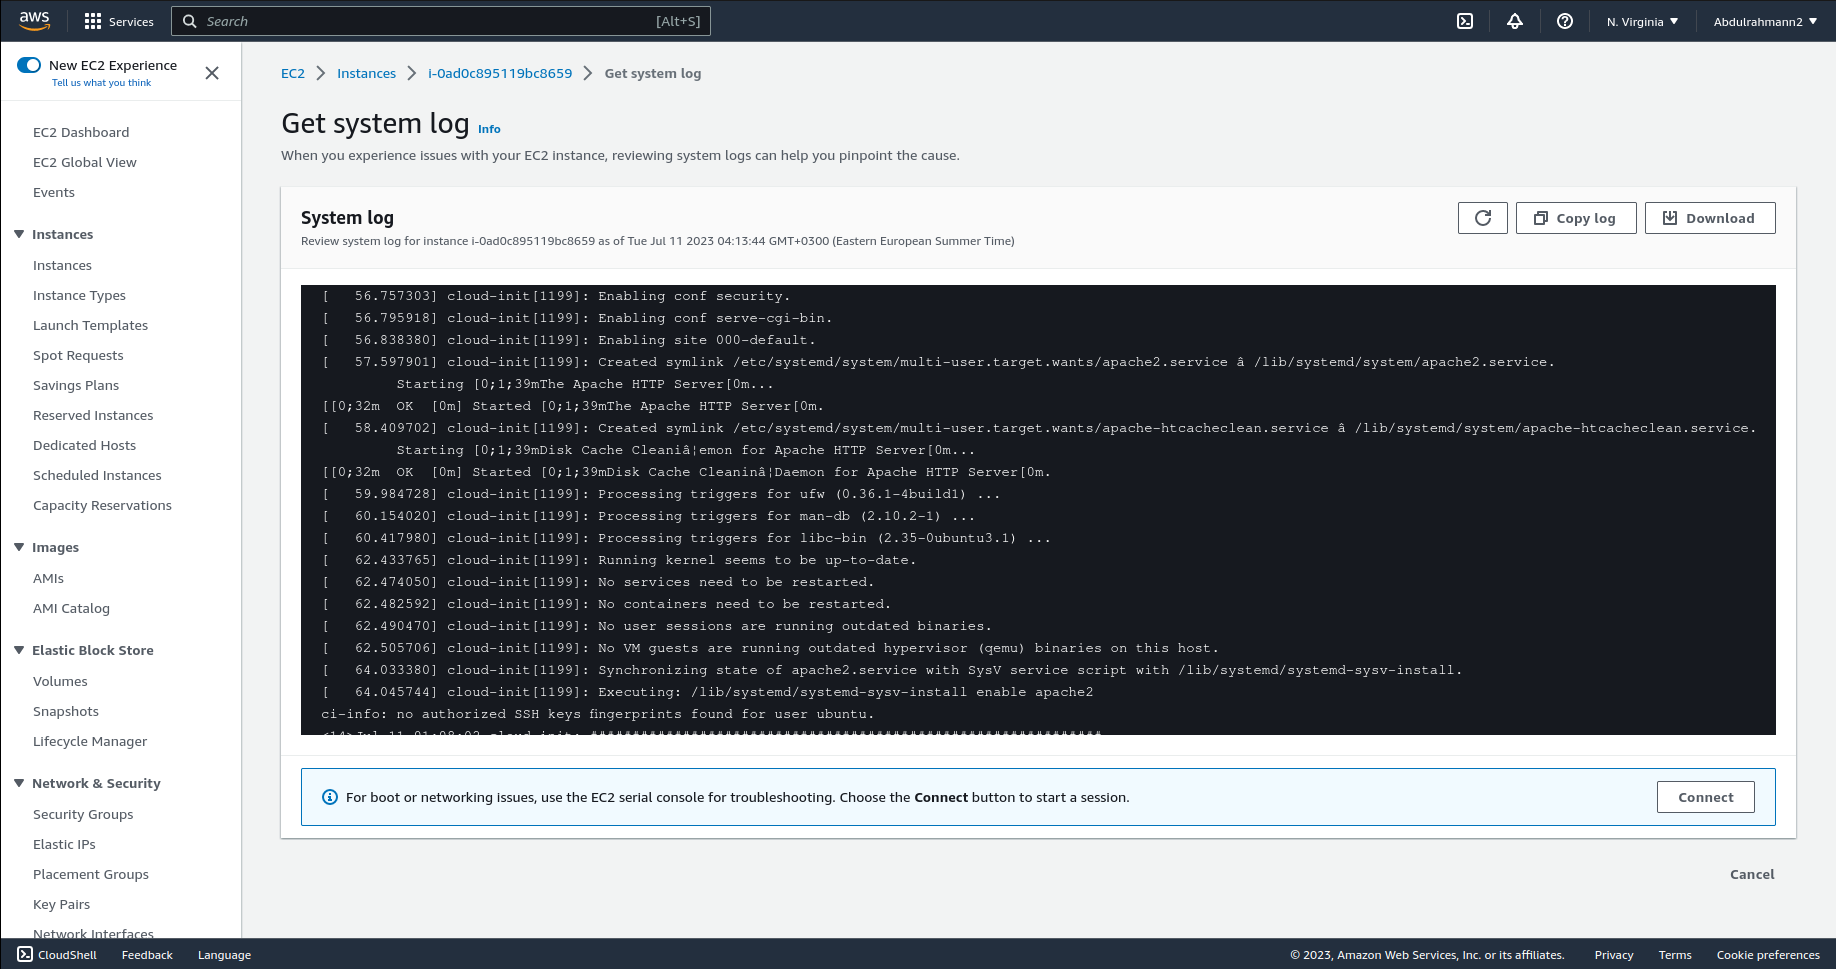 aws
Services
Search
[Alt+S]
N. Virginia
Abdulrahmann2
New EC2 Experience
Tell us what you think
EC2 Dashboard
EC2 Global View
Events
Instances
Instances
Instance Types
Launch Templates
Spot Requests
Savings Plans
Reserved Instances
Dedicated Hosts
Scheduled Instances
Capacity Reservations
Images
AMIs
AMI Catalog
Elastic Block Store
Volumes
Snapshots
Lifecycle Manager
Network & Security
Security Groups
Elastic IPs
Placement Groups
Key Pairs
Network Interfaces
EC2 > Instances > i-0ad0c895119bc8659 > Get system log
Get system log Info
When you experience issues with your EC2 instance, reviewing system logs can help you pinpoint the cause.
System log
Review system log for instance i-0ad0c895119bc8659 as of Tue Jul 11 2023 04:13:44 GMT+0300 (Eastern European Summer Time)
Copy log
Download
[   56.757303] cloud-init[1199]: Enabling conf security.
[   56.795918] cloud-init[1199]: Enabling conf serve-cgi-bin.
[   56.838380] cloud-init[1199]: Enabling site 000-default.
[   57.597901] cloud-init[1199]: Created symlink /etc/systemd/system/multi-user.target.wants/apache2.service â /lib/systemd/system/apache2.service.
Starting [0;1;39mThe Apache HTTP Server[0m...
[[0;32m  OK  [0m] Started [0;1;39mThe Apache HTTP Server[0m.
[   58.409702] cloud-init[1199]: Created symlink /etc/systemd/system/multi-user.target.wants/apache-htcacheclean.service â /lib/systemd/system/apache-htcacheclean.service.
Starting [0;1;39mDisk Cache Cleaniâ¦emon for Apache HTTP Server[0m...
[[0;32m  OK  [0m] Started [0;1;39mDisk Cache Cleaninâ¦Daemon for Apache HTTP Server[0m.
[   59.984728] cloud-init[1199]: Processing triggers for ufw (0.36.1-4build1) ...
[   60.154020] cloud-init[1199]: Processing triggers for man-db (2.10.2-1) ...
[   60.417980] cloud-init[1199]: Processing triggers for libc-bin (2.35-0ubuntu3.1) ...
[   62.433765] cloud-init[1199]: Running kernel seems to be up-to-date.
[   62.474050] cloud-init[1199]: No services need to be restarted.
[   62.482592] cloud-init[1199]: No containers need to be restarted.
[   62.490470] cloud-init[1199]: No user sessions are running outdated binaries.
[   62.505706] cloud-init[1199]: No VM guests are running outdated hypervisor (qemu) binaries on this host.
[   64.033380] cloud-init[1199]: Synchronizing state of apache2.service with SysV service script with /lib/systemd/systemd-sysv-install.
[   64.045744] cloud-init[1199]: Executing: /lib/systemd/systemd-sysv-install enable apache2
ci-info: no authorized SSH keys fingerprints found for user ubuntu.
For boot or networking issues, use the EC2 serial console for troubleshooting. Choose the Connect button to start a session.
Connect
Cancel
CloudShell
Feedback
Language
© 2023, Amazon Web Services, Inc. or its affiliates.
Privacy
Terms
Cookie preferences